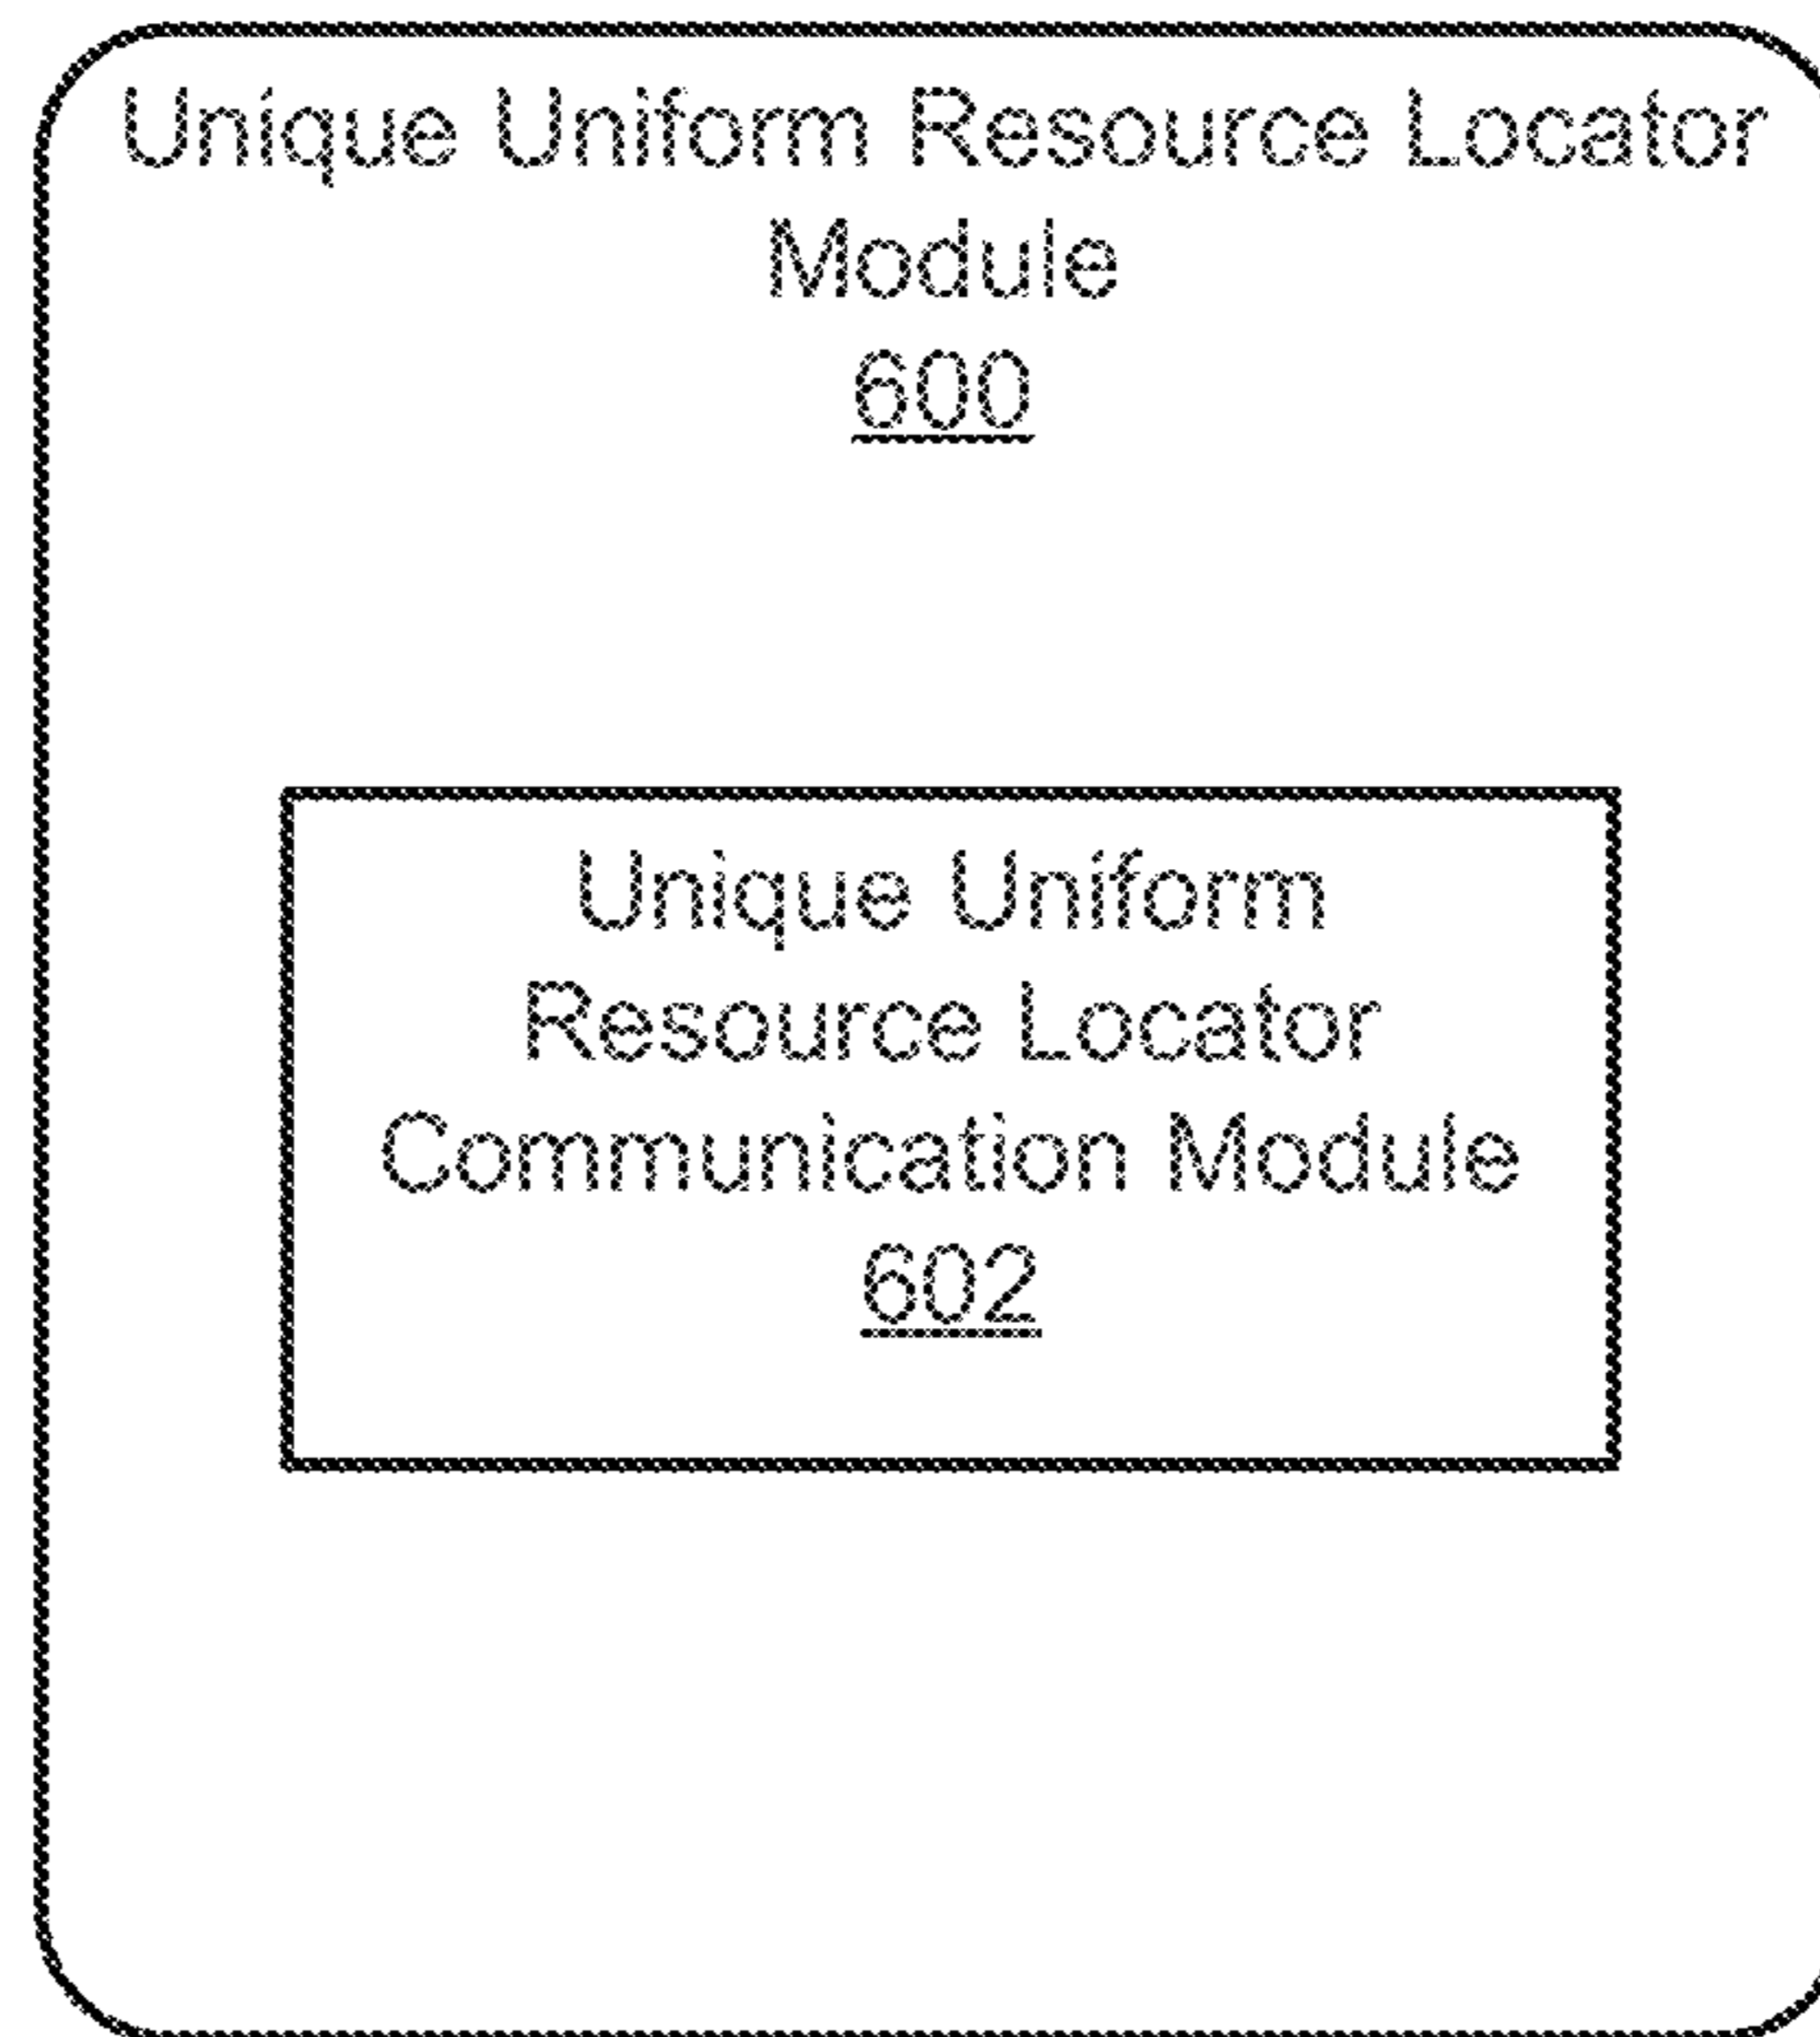 Unique Uniform Resource Locator
Module
600
Unique Uniform
Resource Locator
Communication Module
602